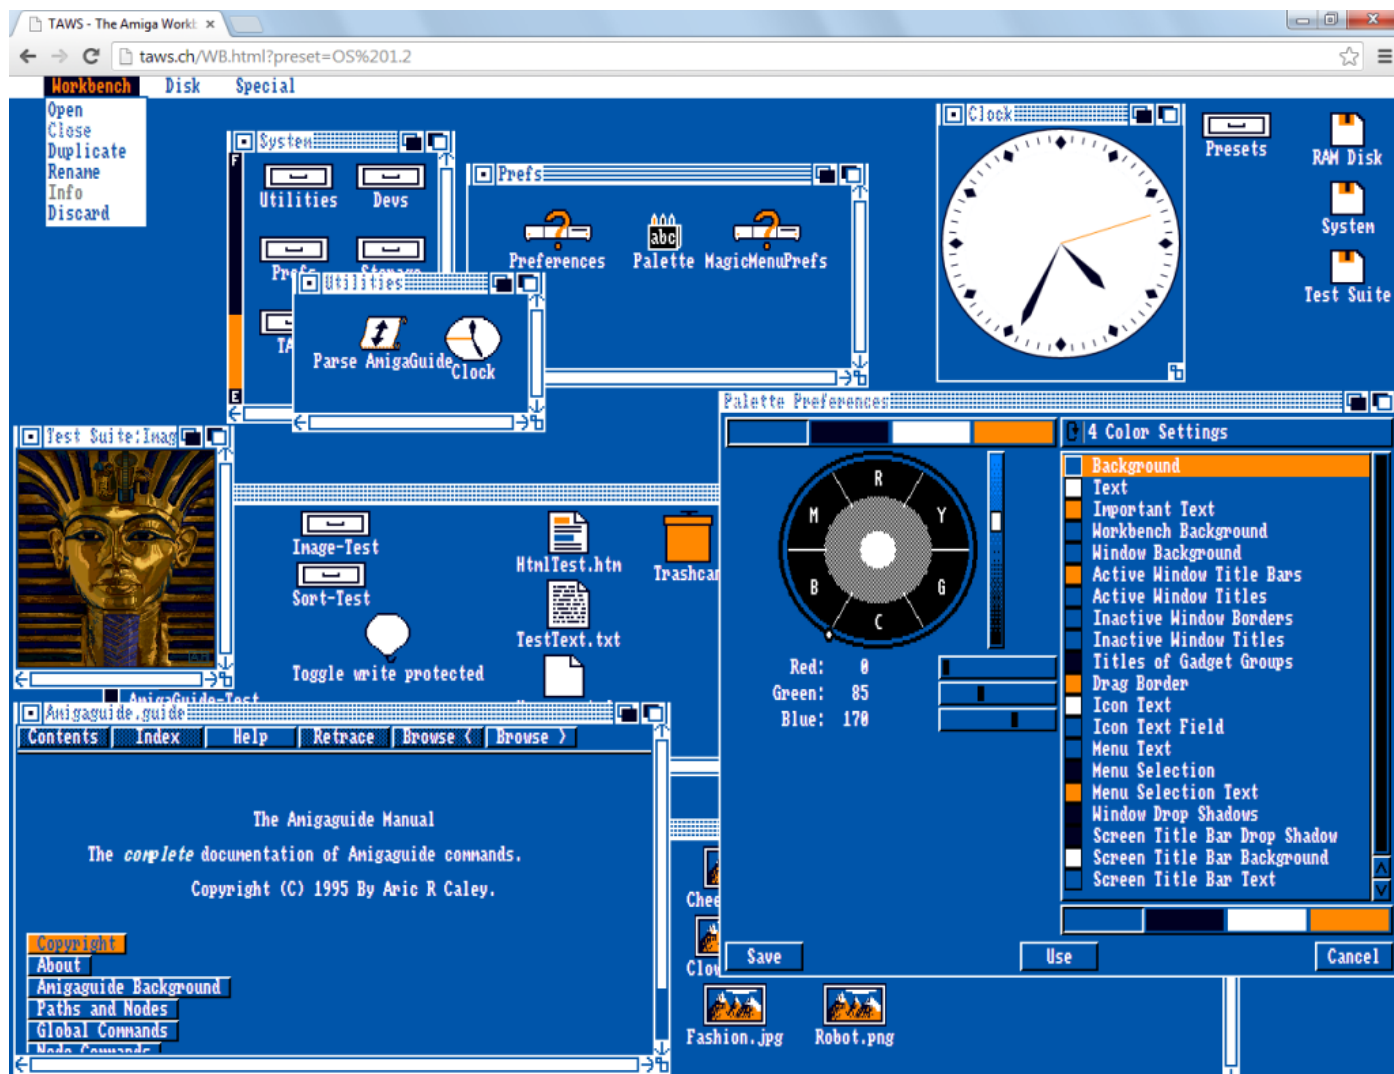 TAWS - The Amiga Workb
taws.ch/WB.html?preset=OS%201.2
Workbench Disk Special
Open
Close
Duplicate
Rename
Info
Discard
System
F
Utilities Devs
Prefs Storage
E
Prefs
Preferences Palette MagicMenuPrefs
abc
Utilities
Parse AmigaGuide
Clock
Clock
Presets
RAM Disk
System
Test Suite
Test Suite:Imag
Image-Test
Sort-Test
Toggle write protected
AmigaGuide-Test
HtmlTest.htm
TestText.txt
Trashcan
Amigaguide.guide
Contents Index Help Retrace Browse < Browse >
The Amigaguide Manual
The complete documentation of Amigaguide commands.
Copyright (C) 1995 By Aric R Caley.
Copyright
About
Amigaguide Background
Paths and Nodes
Global Commands
Node Commands
Fashion.jpg Robot.png
Palette Preferences
R
Y
G
C
B
M
Red: 0
Green: 85
Blue: 170
4 Color Settings
Background
Text
Important Text
Workbench Background
Window Background
Active Window Title Bars
Active Window Titles
Inactive Window Borders
Inactive Window Titles
Titles of Gadget Groups
Drag Border
Icon Text
Icon Text Field
Menu Text
Menu Selection
Menu Selection Text
Window Drop Shadows
Screen Title Bar Drop Shadow
Screen Title Bar Background
Screen Title Bar Text
Save Use Cancel